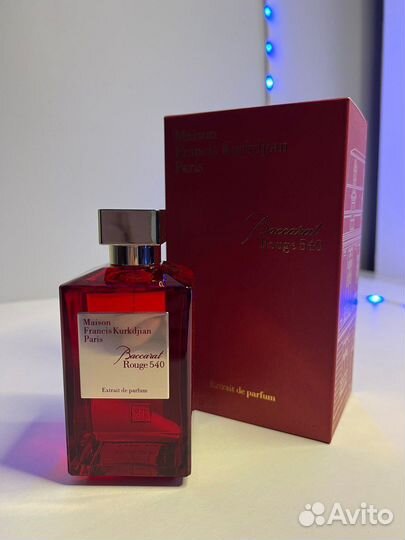 Maison
Francis Kurkdjian
Paris
Baccarat
Rouge 540
Extrait de parfum
Maison
Francis Kurkdjian
Paris
Baccarat
Rouge 540
Extrait de parfum
Avito